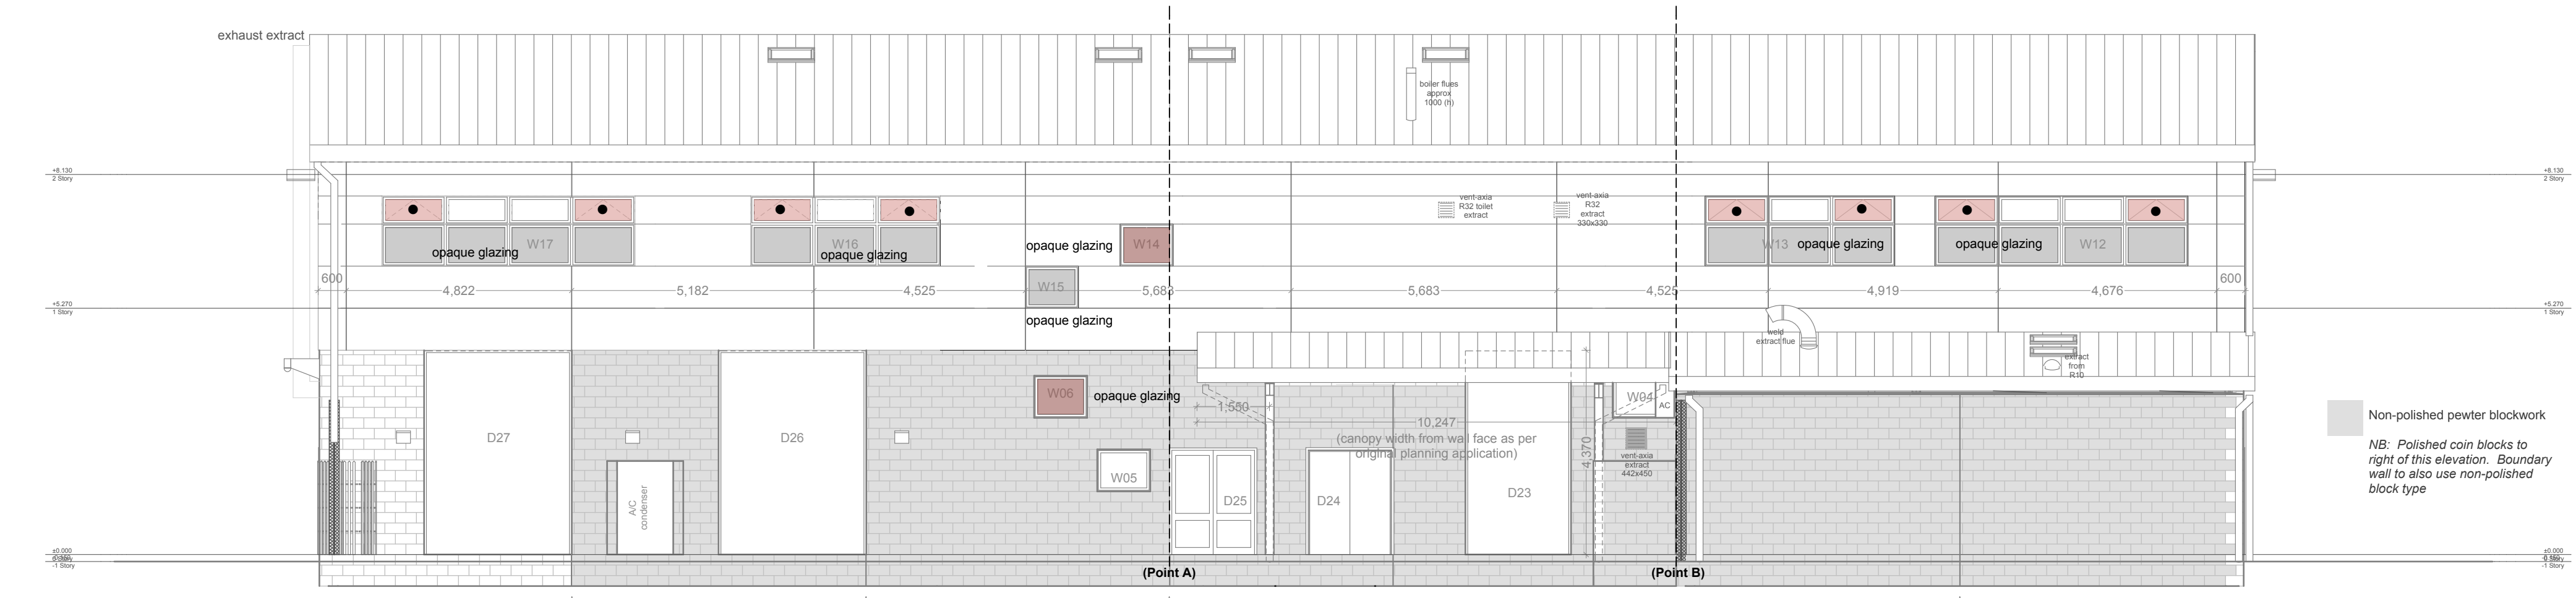 exhaust extract
boiler flues
approx
1000 (h)
+8.130
2 Story
+8.130
2 Story
vent-axia
R32 toilet
extract
vent-axia
R32
extract
330x330
W17
opaque glazing
W16
opaque glazing
opaque glazing
W14
W13
opaque glazing
opaque glazing
W12
600
4,822
5,182
4,525
W15
5,683
5,683
4,525
4,919
4,676
600
+5.270
1 Story
+5.270
1 Story
opaque glazing
weld
extract flue
extract
from
R10
W06
opaque glazing
1,550
W04
AC
10,247
(canopy width from wall face as per
original planning application)
4,370
D27
D26
vent-axia
extract
442x450
W05
A/C
condenser
D25
D24
D23
Non-polished pewter blockwork
NB: Polished coin blocks to
right of this elevation. Boundary
wall to also use non-polished
block type
±0.000
-1 Story
±0.000
-1 Story
(Point A)
(Point B)